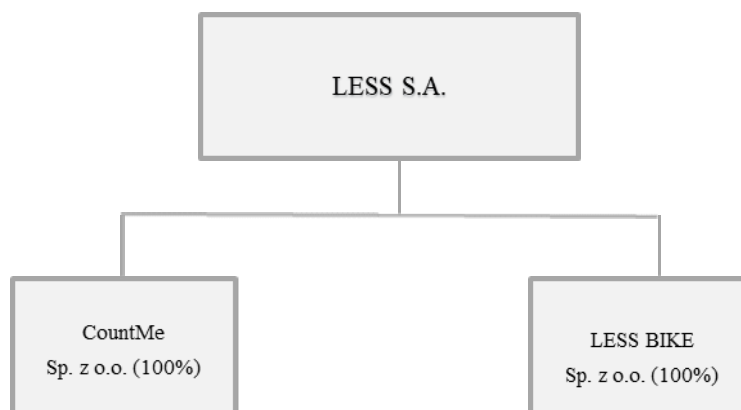 LESS S.A.
CountMe
Sp. z o.o. (100%)
LESS BIKE
Sp. z o.o. (100%)